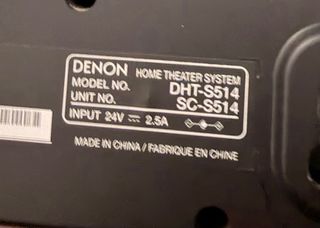 DENON HOME THEATER SYSTEM
MODEL NO. DHT-S514
UNIT NO. SC-S514
INPUT 24V ⎓ 2.5A
MADE IN CHINA / FABRIQUE EN CHINE